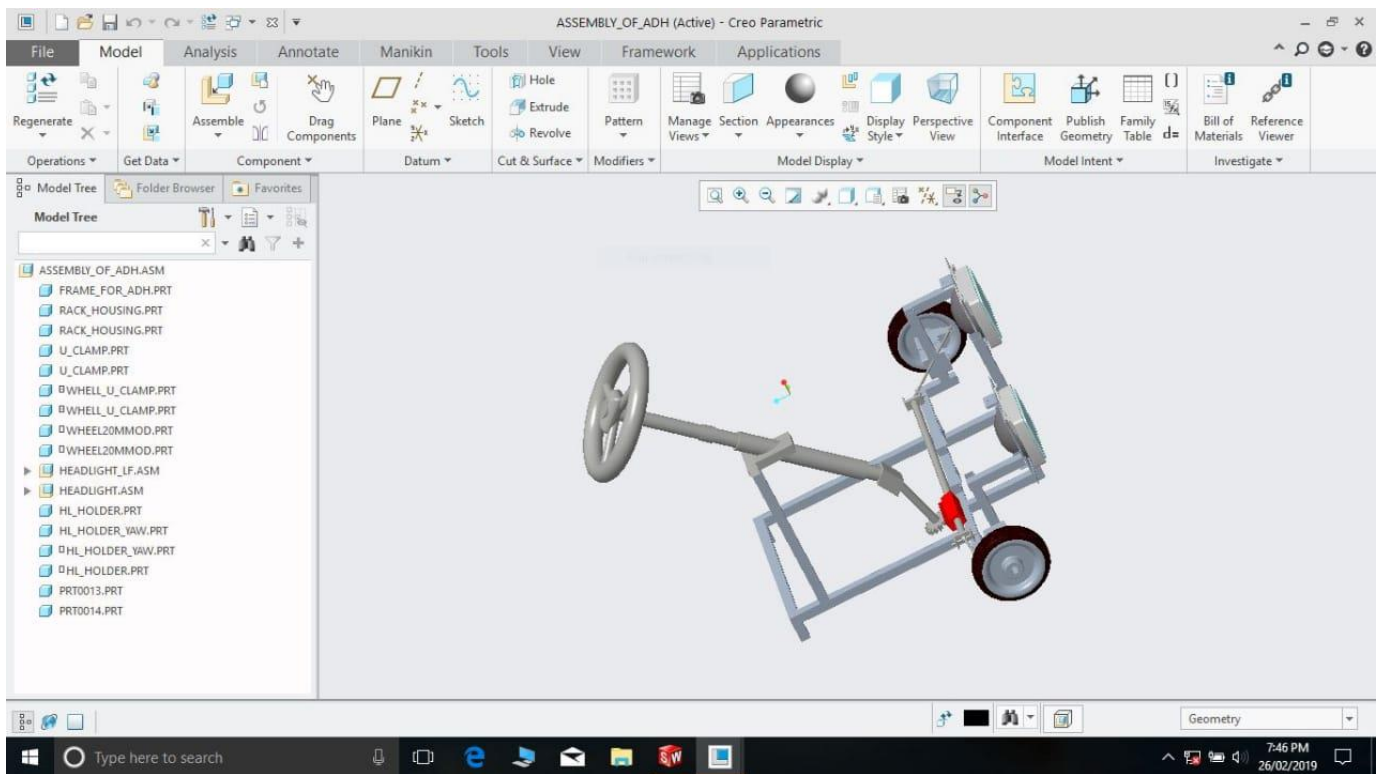 ASSEMBLY_OF_ADH (Active) - Creo Parametric
File Model Analysis Annotate Manikin Tools View Framework Applications
Regenerate
Assemble
Drag Components
Plane
Sketch
Hole
Extrude
Revolve
Pattern
Manage Views
Section
Appearances
Display Style
Perspective View
Component Interface
Publish Geometry
Family Table
d=
Bill of Materials
Reference Viewer
Operations Get Data Component Datum Cut & Surface Modifiers Model Display Model Intent Investigate
Model Tree Folder Browser Favorites
Model Tree
ASSEMBLY_OF_ADH.ASM
FRAME_FOR_ADH.PRT
RACK_HOUSING.PRT
RACK_HOUSING.PRT
U_CLAMP.PRT
U_CLAMP.PRT
WHELL_U_CLAMP.PRT
WHELL_U_CLAMP.PRT
WHEEL20MMOD.PRT
WHEEL20MMOD.PRT
HEADLIGHT_LF.ASM
HEADLIGHT.ASM
HL_HOLDER.PRT
HL_HOLDER_YAW.PRT
HL_HOLDER_YAW.PRT
HL_HOLDER.PRT
PRT0013.PRT
PRT0014.PRT
Geometry
Type here to search
SW
7:46 PM
26/02/2019